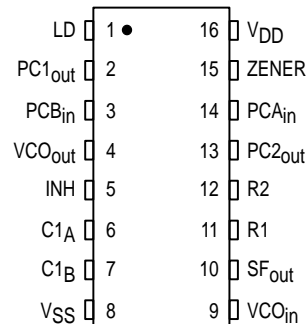 LD 1 16 VDD
PC1out 2 15 ZENER
PCBin 3 14 PCAin
VCOout 4 13 PC2out
INH 5 12 R2
C1A 6 11 R1
C1B 7 10 SFout
VSS 8 9 VCOin